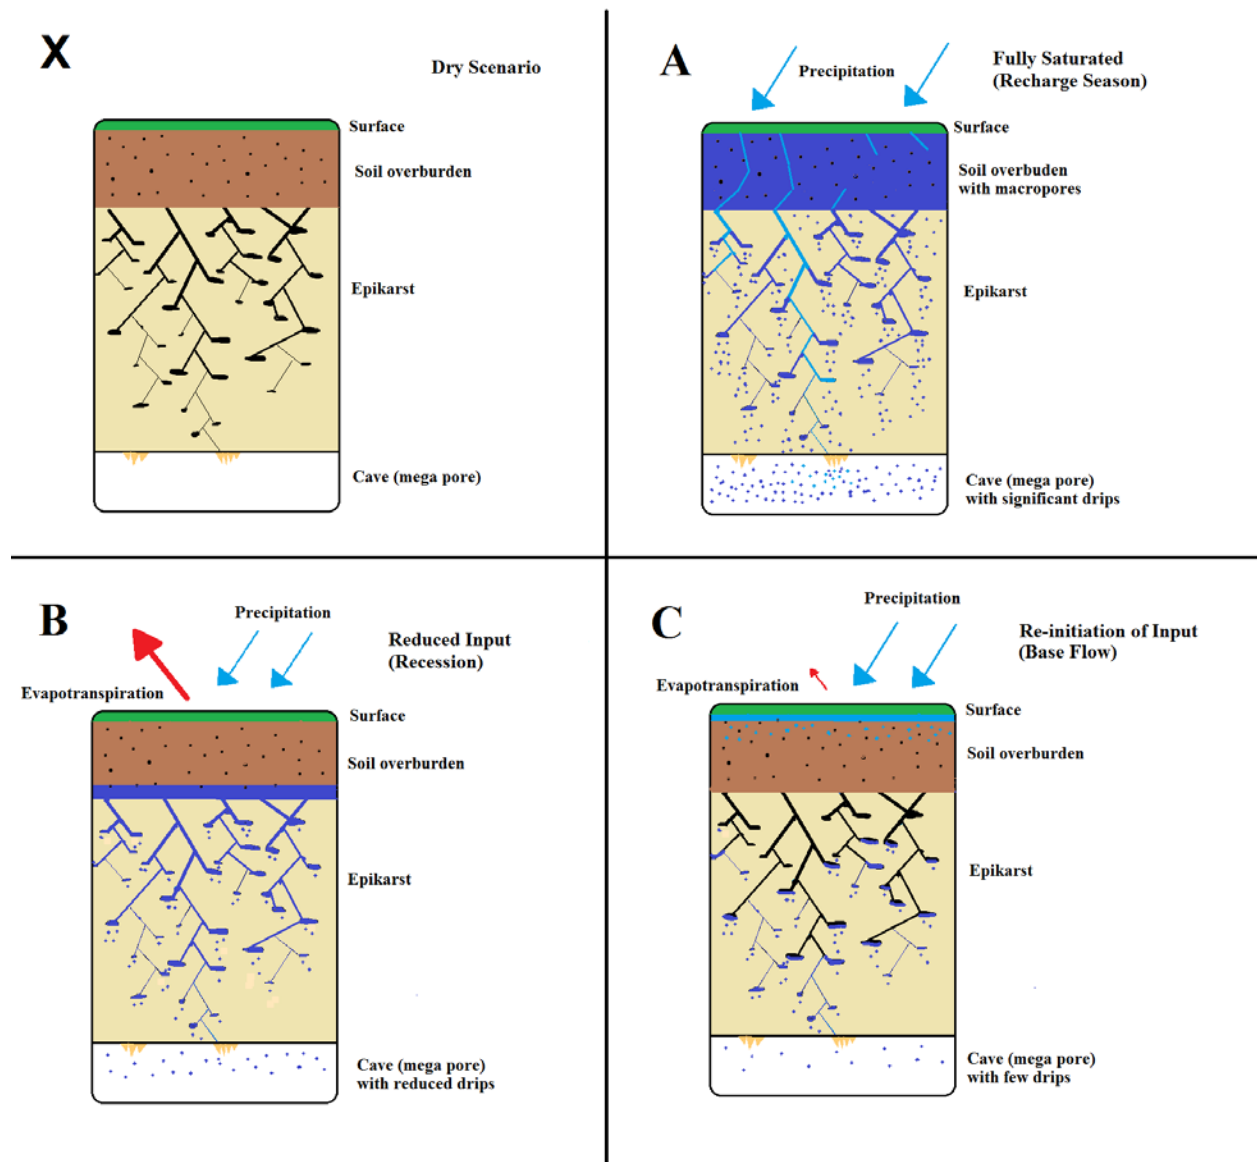 X
Dry Scenario
Surface
Soil overburden
Epikarst
Cave (mega pore)
A
Precipitation
Fully Saturated
(Recharge Season)
Surface
Soil overbuden
with macropores
Epikarst
Cave (mega pore)
with significant drips
B
Precipitation
Reduced Input
(Recession)
Evapotranspiration
Surface
Soil overburden
Epikarst
Cave (mega pore)
with reduced drips
C
Precipitation
Re-initiation of Input
(Base Flow)
Evapotranspiration
Surface
Soil overburden
Epikarst
Cave (mega pore)
with few drips